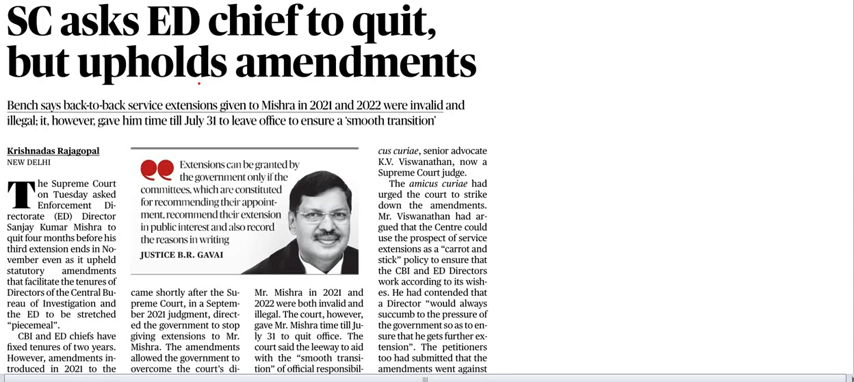 SC asks ED chief to quit,
but upholds amendments
Bench says back-to-back service extensions given to Mishra in 2021 and 2022 were invalid and
illegal; it, however, gave him time till July 31 to leave office to ensure a ‘smooth transition’
Krishnadas Rajagopal
NEW DELHI
The Supreme Court
on Tuesday asked
Enforcement Di-
rectorate (ED) Director
Sanjay Kumar Mishra to
quit four months before his
third extension ends in No-
vember even as it upheld
statutory amendments
that facilitate the tenures of
Directors of the Central Bu-
reau of Investigation and
the ED to be stretched
“piecemeal”.
CBI and ED chiefs have
fixed tenures of two years.
However, amendments in-
troduced in 2021 to the
Extensions can be granted by
the government only if the
committees, which are constituted
for recommending their appoint-
ment, recommend their extension
in public interest and also record
the reasons in writing
JUSTICE B.R. GAVAI
came shortly after the Su-
preme Court, in a Septem-
ber 2021 judgment, direct-
ed the government to stop
giving extensions to Mr.
Mishra. The amendments
allowed the government to
overcome the court’s di-
Mr. Mishra in 2021 and
2022 were both invalid and
illegal. The court, however,
gave Mr. Mishra time till Ju-
ly 31 to quit office. The
court said the leeway to aid
with the “smooth transi-
tion” of official responsibil-
cus curiae, senior advocate
K.V. Viswanathan, now a
Supreme Court judge.
The amicus curiae had
urged the court to strike
down the amendments.
Mr. Viswanathan had ar-
gued that the Centre could
use the prospect of service
extensions as a “carrot and
stick” policy to ensure that
the CBI and ED Directors
work according to its wish-
es. He had contended that
a Director “would always
succumb to the pressure of
the government so as to en-
sure that he gets further ex-
tension”. The petitioners
too had submitted that the
amendments went against